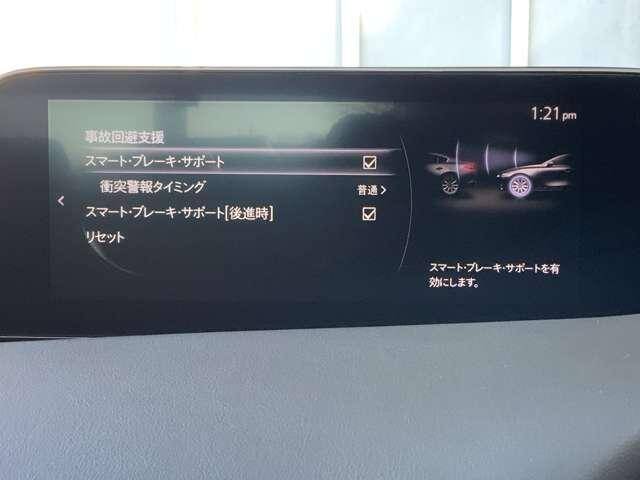 1:21pm
事故回避支援
スマート・ブレーキ・サポート
衝突警報タイミング 普通
スマート・ブレーキ・サポート[後進時]
リセット
スマート・ブレーキ・サポートを有
効にします。